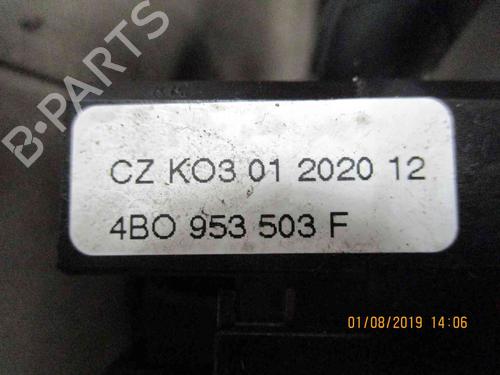 B-PARTS
CZ KO3 01 2020 12
4BO 953 503 F
01/08/2019 14:06